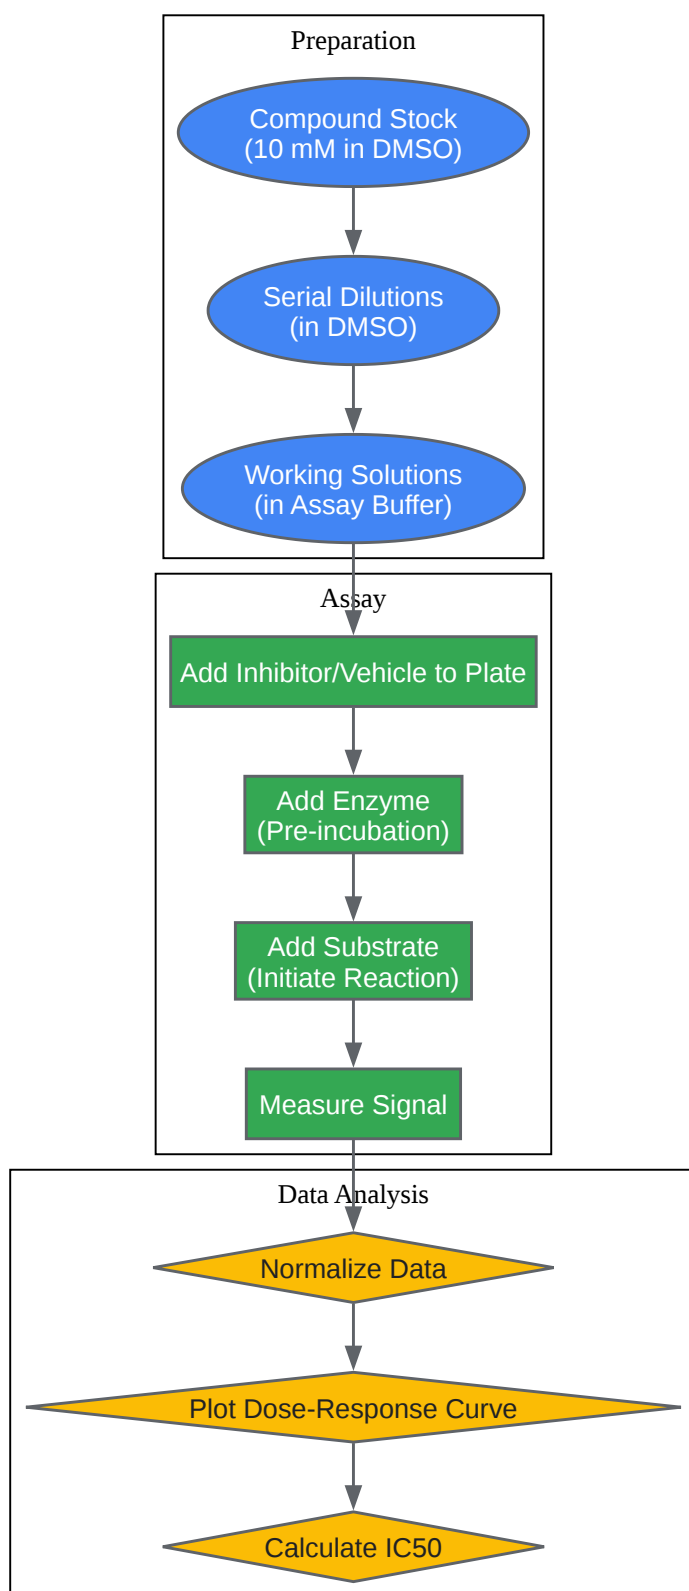 Preparation
Compound Stock
(10 mM in DMSO)
Serial Dilutions
(in DMSO)
Working Solutions
(in Assay Buffer)
Assay
Add Inhibitor/Vehicle to Plate
Add Enzyme
(Pre-incubation)
Add Substrate
(Initiate Reaction)
Measure Signal
Data Analysis
Normalize Data
Plot Dose-Response Curve
Calculate IC50